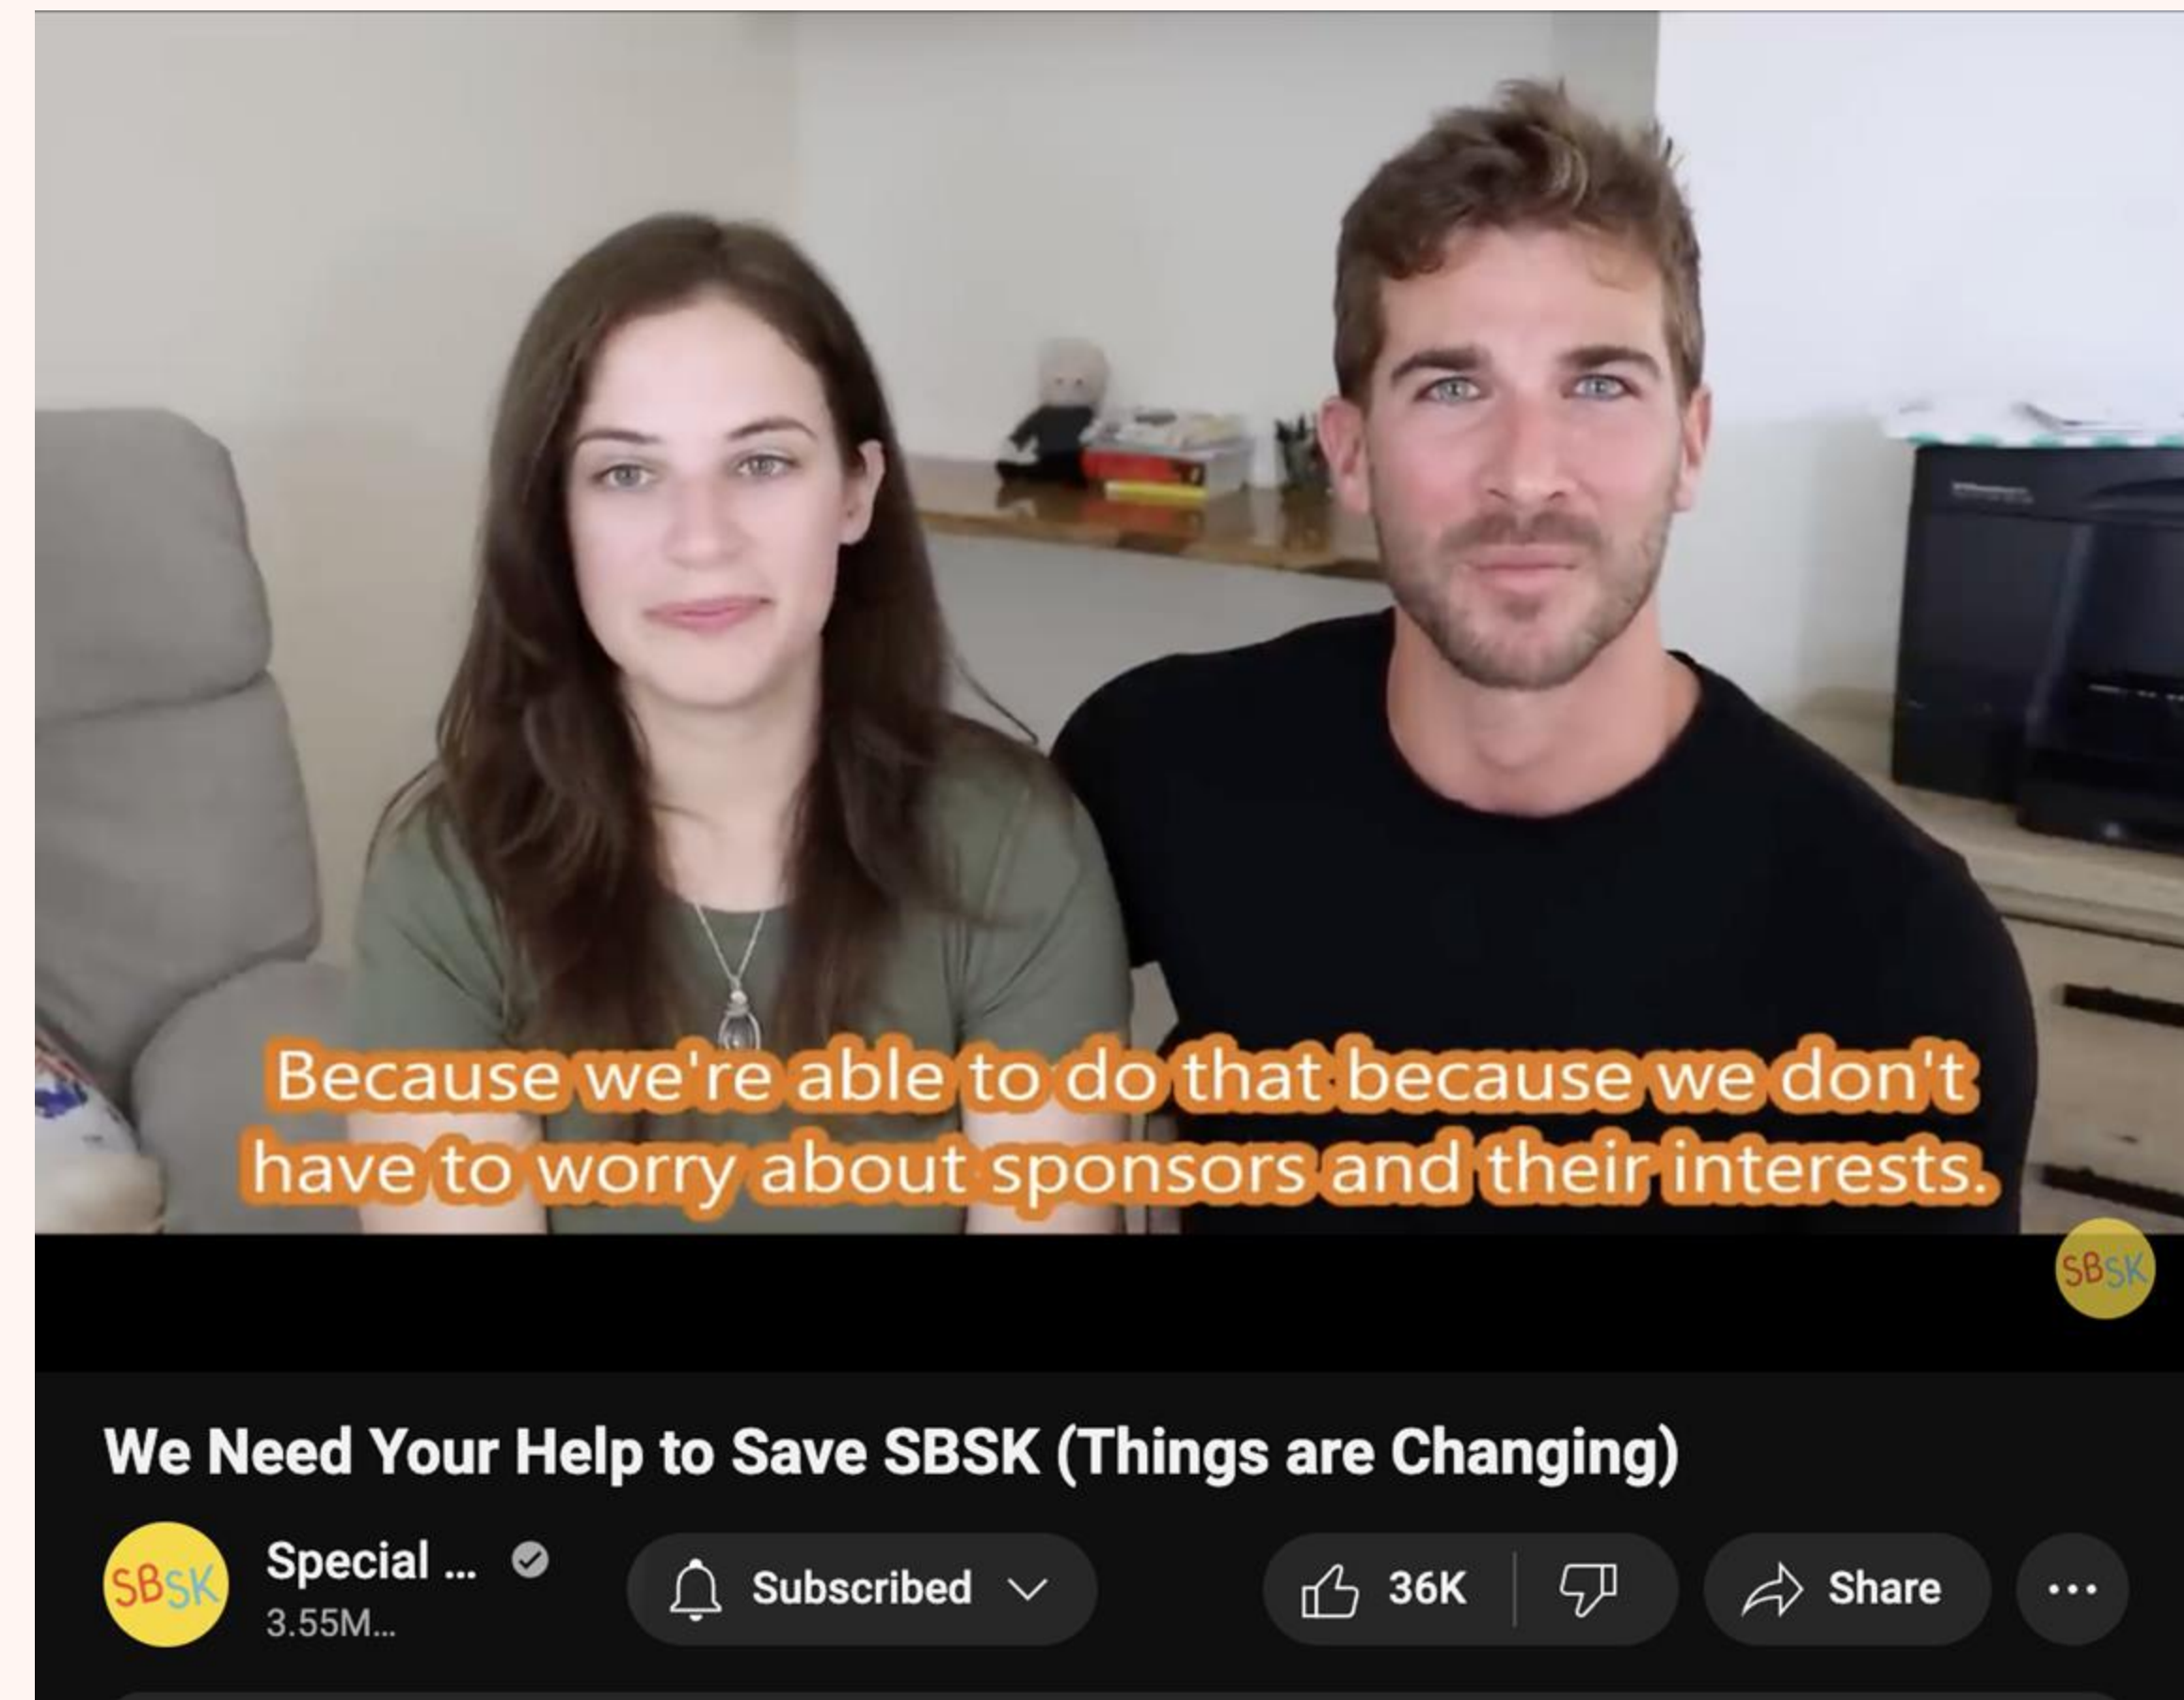 Because we're able to do that because we don't
have to worry about sponsors and their interests.
SBSK
We Need Your Help to Save SBSK (Things are Changing)
SBSK
Special ...
3.55M...
Subscribed
36K
Share